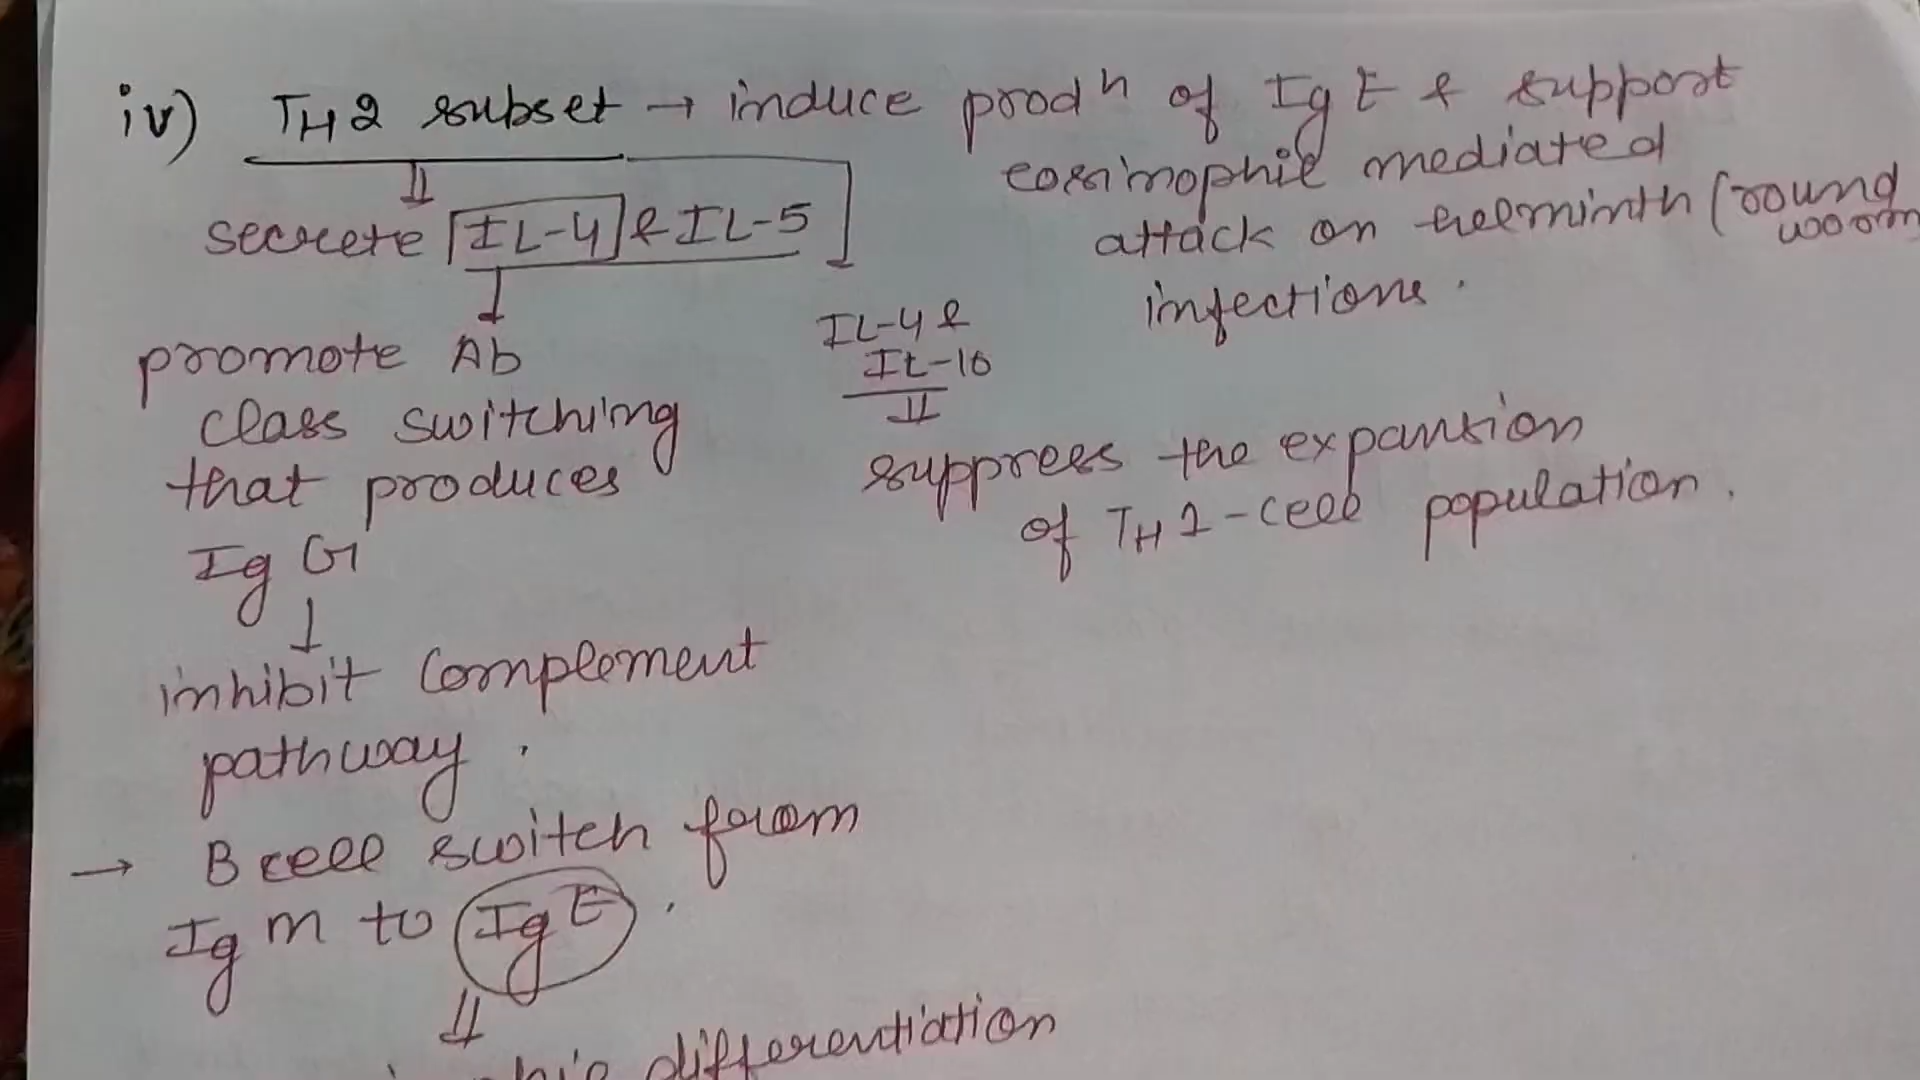 iv) TH2 subset → induce prodn of IgE & support
eosinophil mediated
attack on helminth (round
woorm
infections.
secrete IL-4 & IL-5
promote Ab
class switching
that produces
IgG
inhibit complement
pathway.
→ B cell switch from
Igm to IgE.
differentiation
IL-4 &
IL-10
suppress the expansion
of TH1-cell population.